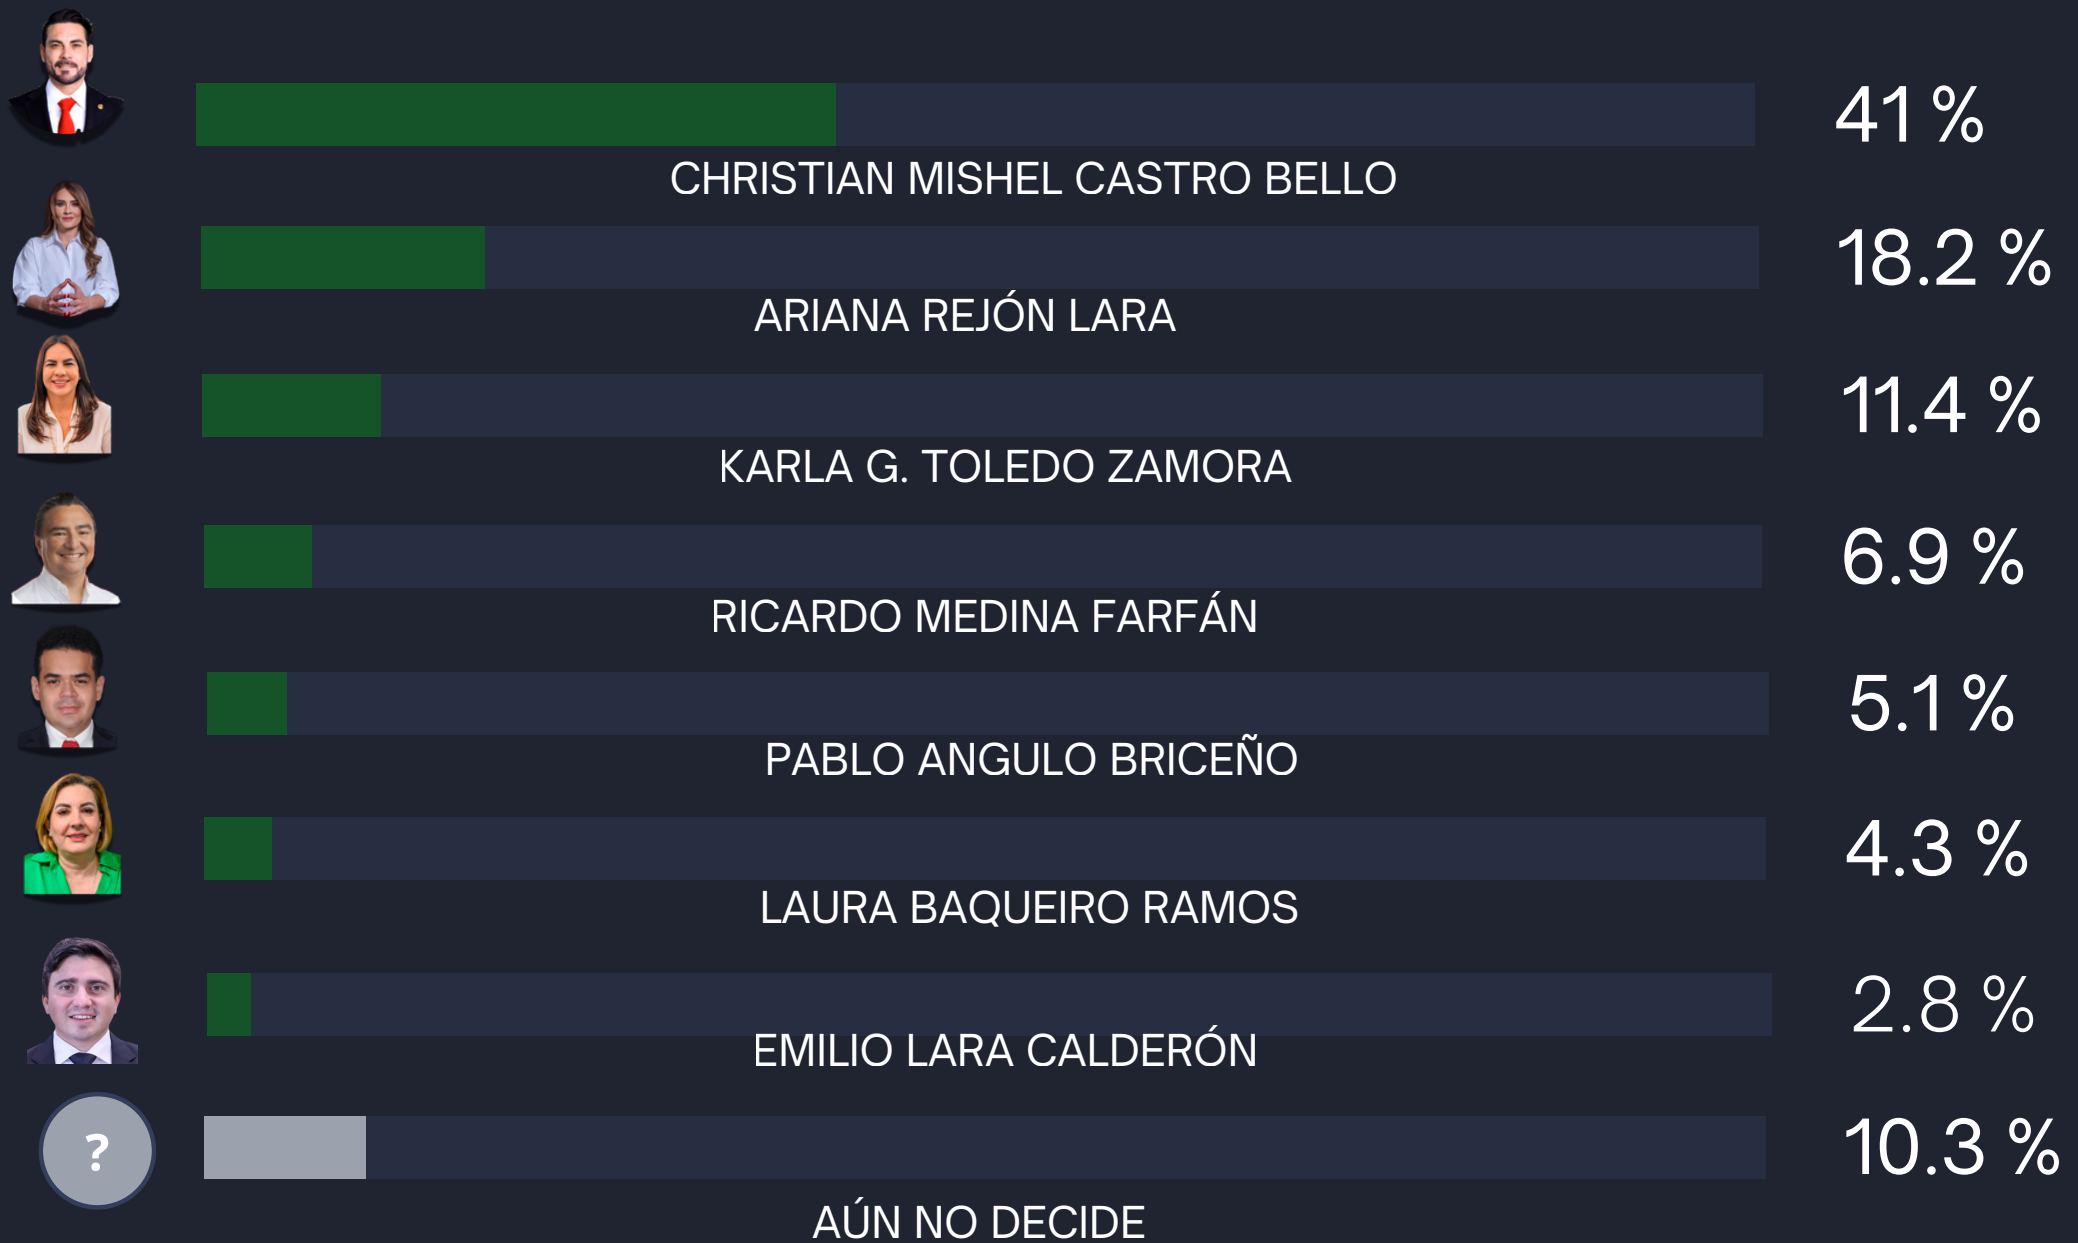 41 %
CHRISTIAN MISHEL CASTRO BELLO
18.2 %
ARIANA REJÓN LARA
11.4 %
KARLA G. TOLEDO ZAMORA
6.9 %
RICARDO MEDINA FARFÁN
5.1 %
PABLO ANGULO BRICEÑO
4.3 %
LAURA BAQUEIRO RAMOS
2.8 %
EMILIO LARA CALDERÓN
?
10.3 %
AÚN NO DECIDE